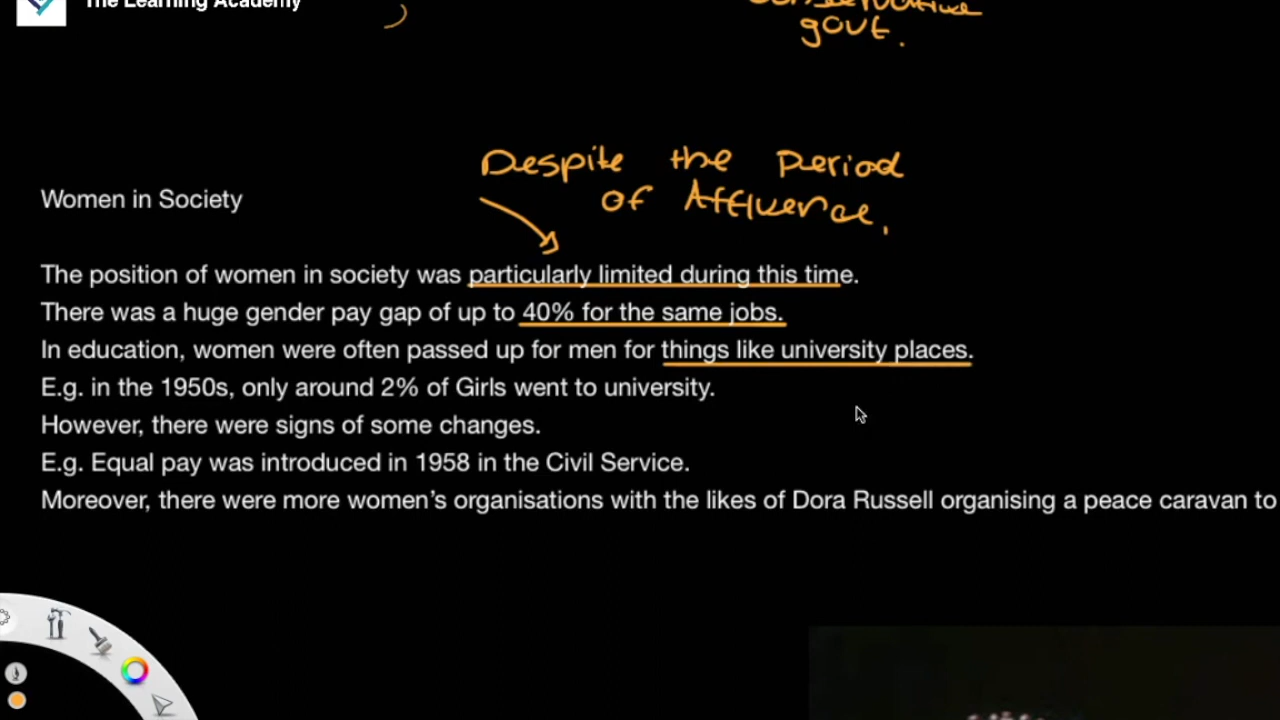 The Learning Academy
Conservative
govt.
Despite the period
of Affluence.
Women in Society
The position of women in society was particularly limited during this time.
There was a huge gender pay gap of up to 40% for the same jobs.
In education, women were often passed up for men for things like university places.
E.g. in the 1950s, only around 2% of Girls went to university.
However, there were signs of some changes.
E.g. Equal pay was introduced in 1958 in the Civil Service.
Moreover, there were more women’s organisations with the likes of Dora Russell organising a peace caravan to